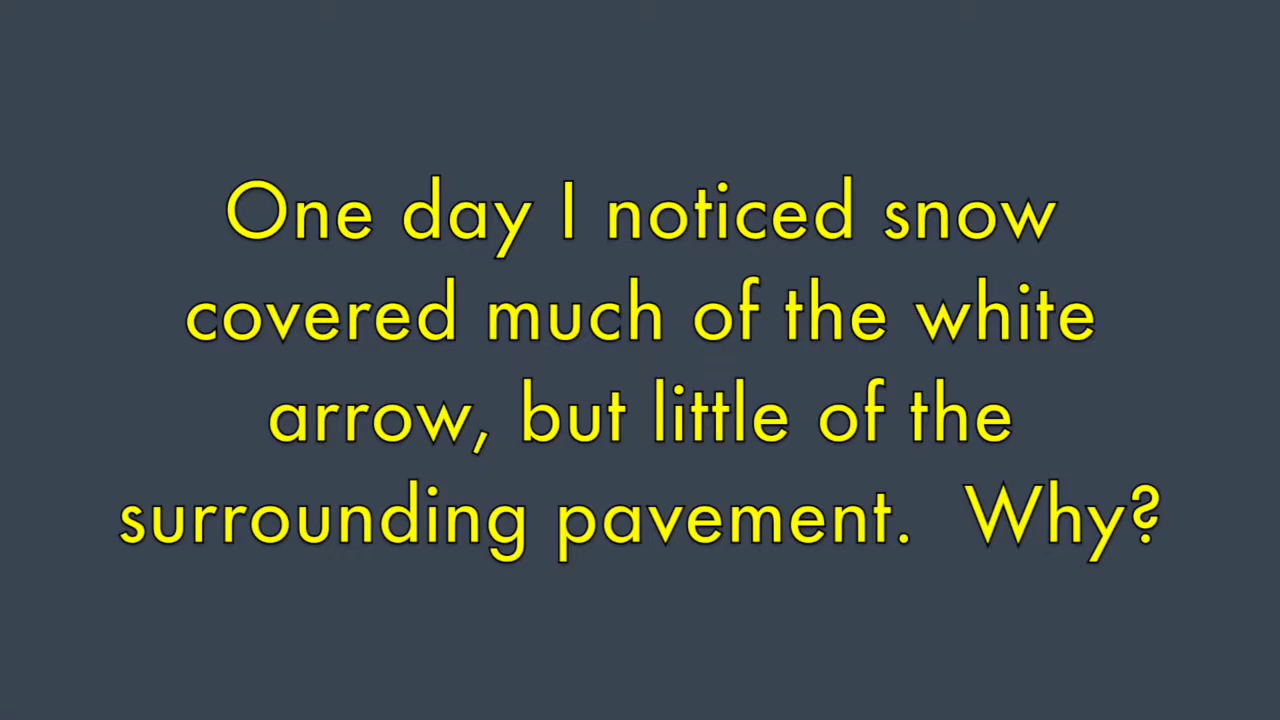 One day I noticed snow
covered much of the white
arrow, but little of the
surrounding pavement.  Why?